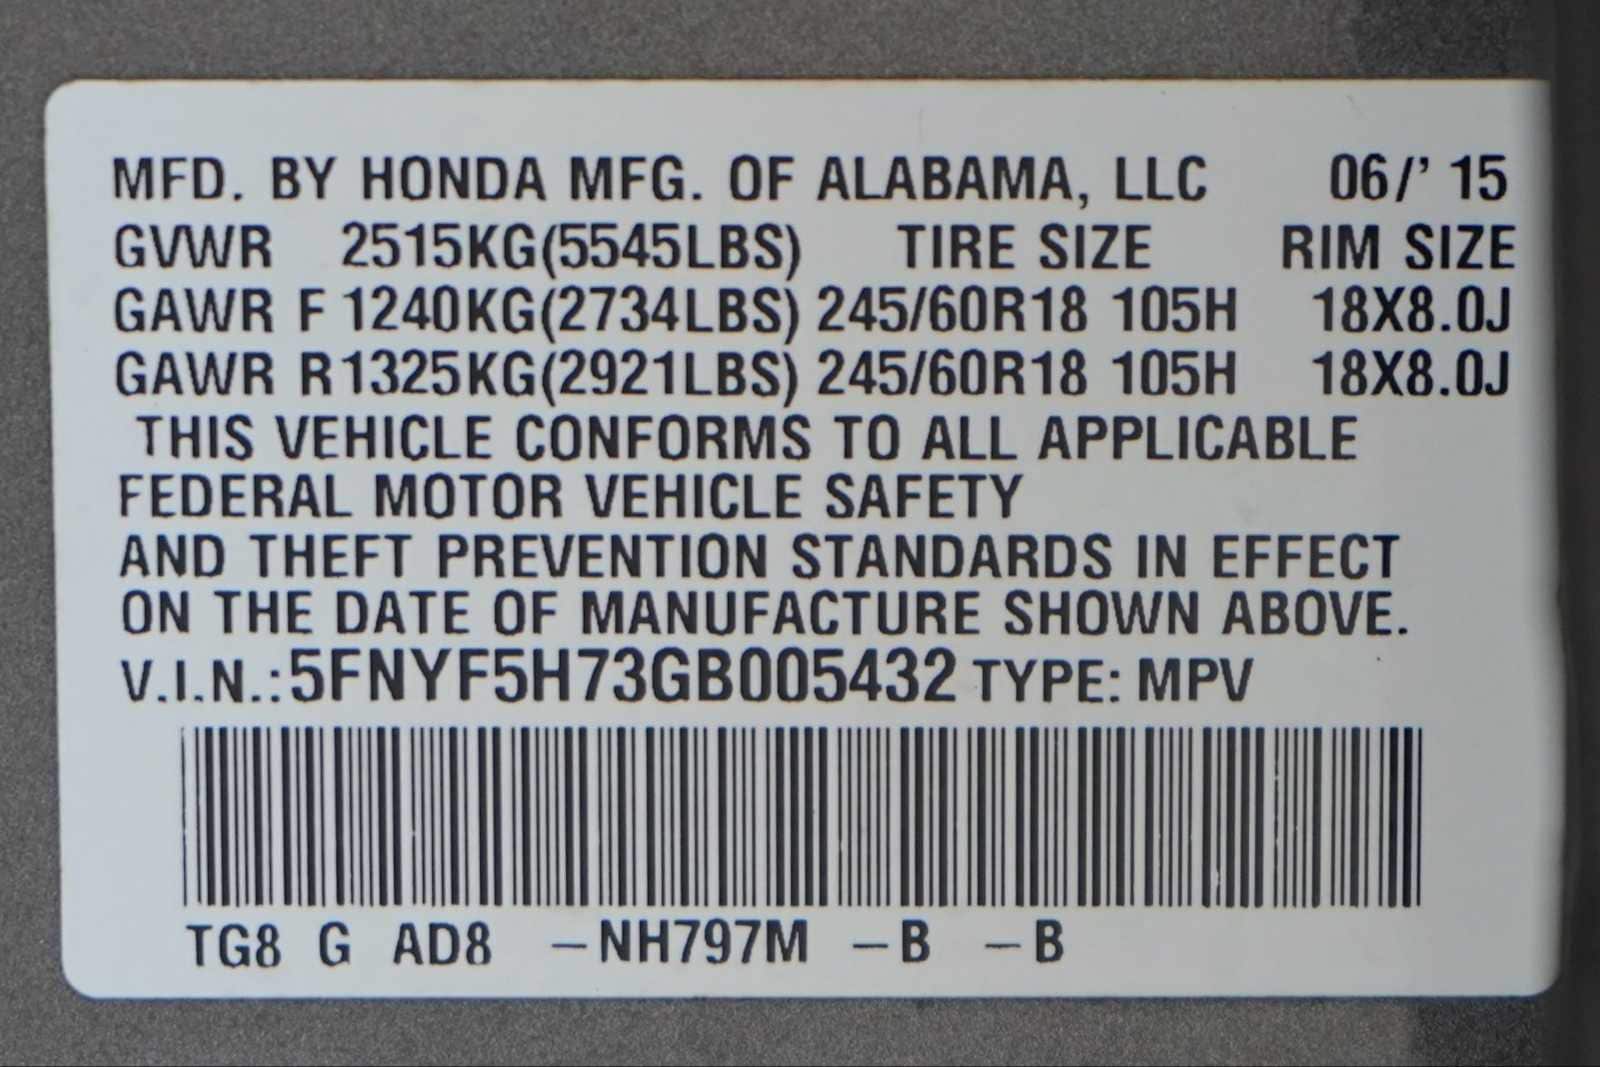 MFD. BY HONDA MFG. OF ALABAMA, LLC 06/' 15
GVWR 2515KG(5545LBS) TIRE SIZE RIM SIZE
GAWR F 1240KG(2734LBS) 245/60R18 105H 18X8.0J
GAWR R1325KG(2921LBS) 245/60R18 105H 18X8.0J
THIS VEHICLE CONFORMS TO ALL APPLICABLE
FEDERAL MOTOR VEHICLE SAFETY
AND THEFT PREVENTION STANDARDS IN EFFECT
ON THE DATE OF MANUFACTURE SHOWN ABOVE.
V.I.N.:5FNYF5H73GB005432 TYPE: MPV
TG8 G AD8 –NH797M –B –B